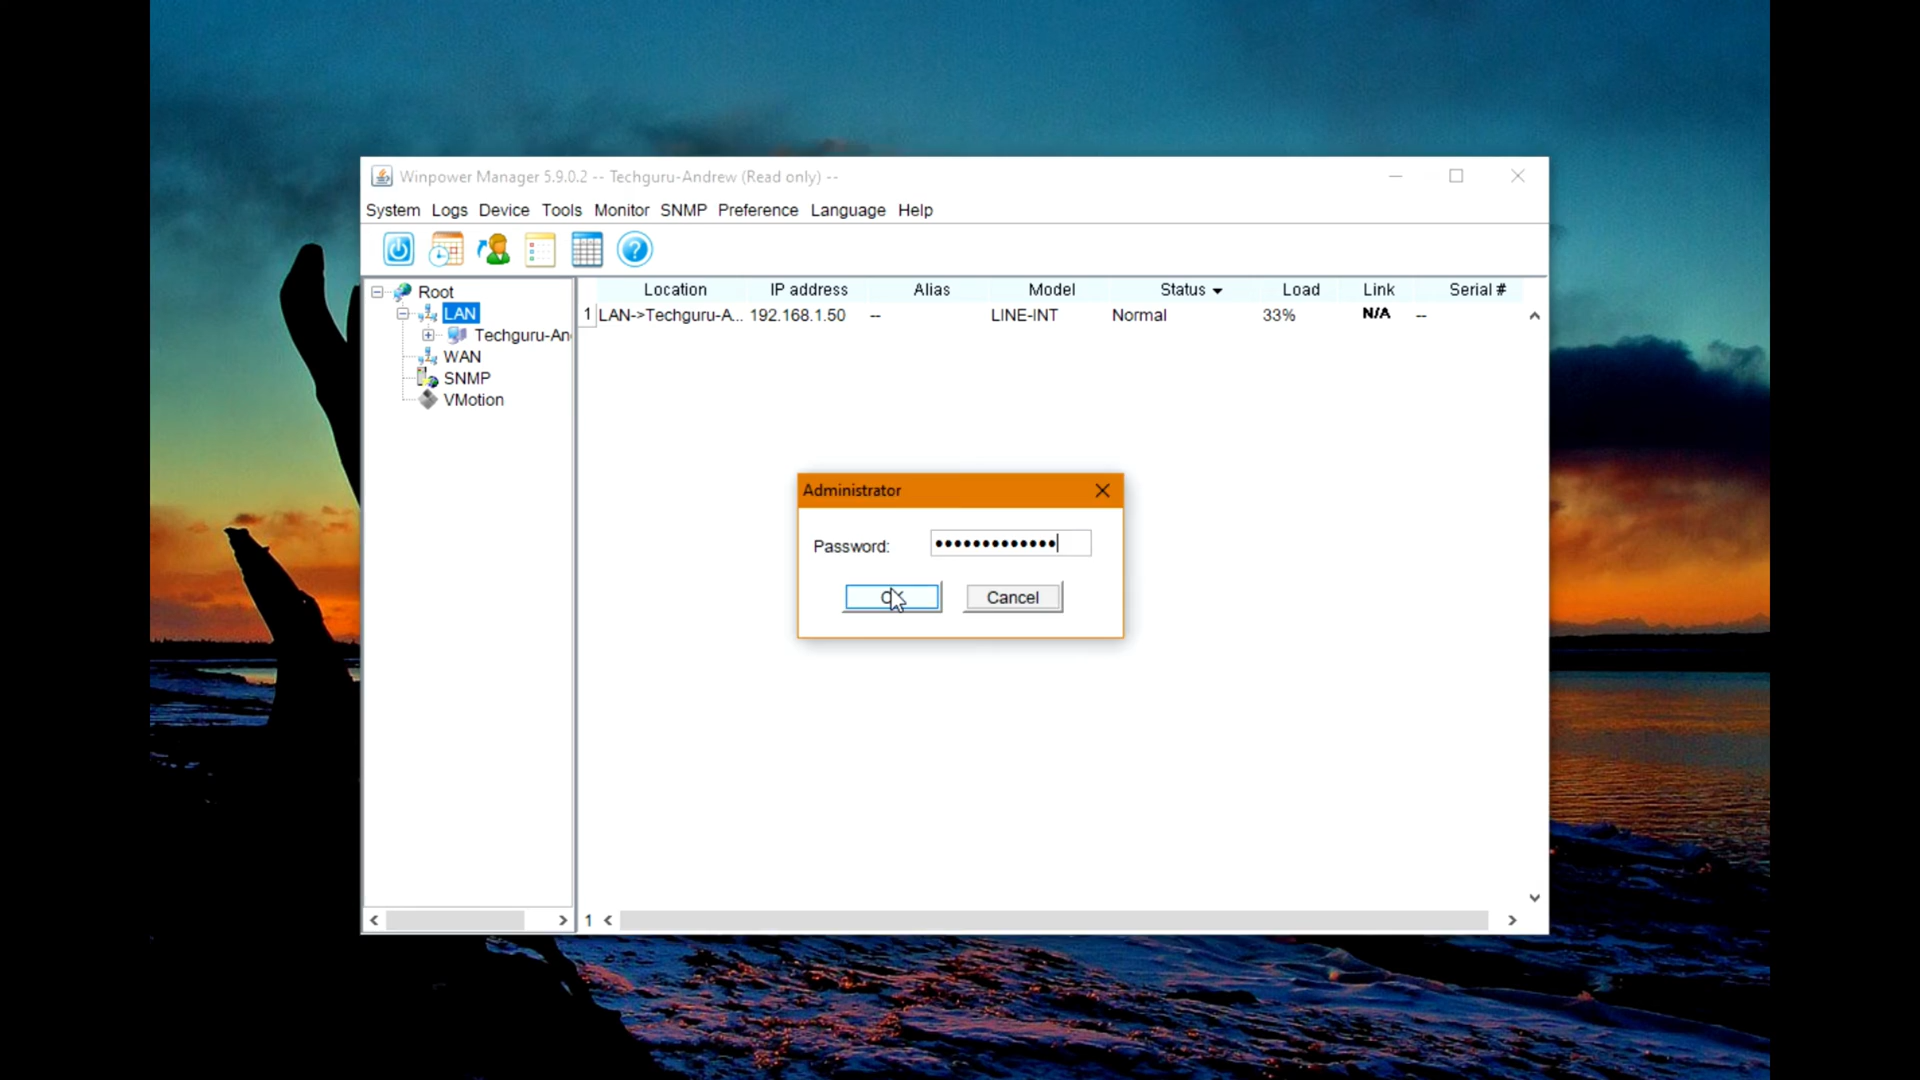 Winpower Manager 5.9.0.2 -- Techguru-Andrew (Read only) --
System Logs Device Tools Monitor SNMP Preference Language Help
Root
LAN
Techguru-An
WAN
SNMP
VMotion
Location IP address Alias Model Status Load Link Serial #
1 LAN->Techguru-A... 192.168.1.50 -- LINE-INT Normal 33% N/A --
Administrator
Password: •••••••••••••
Cancel
1